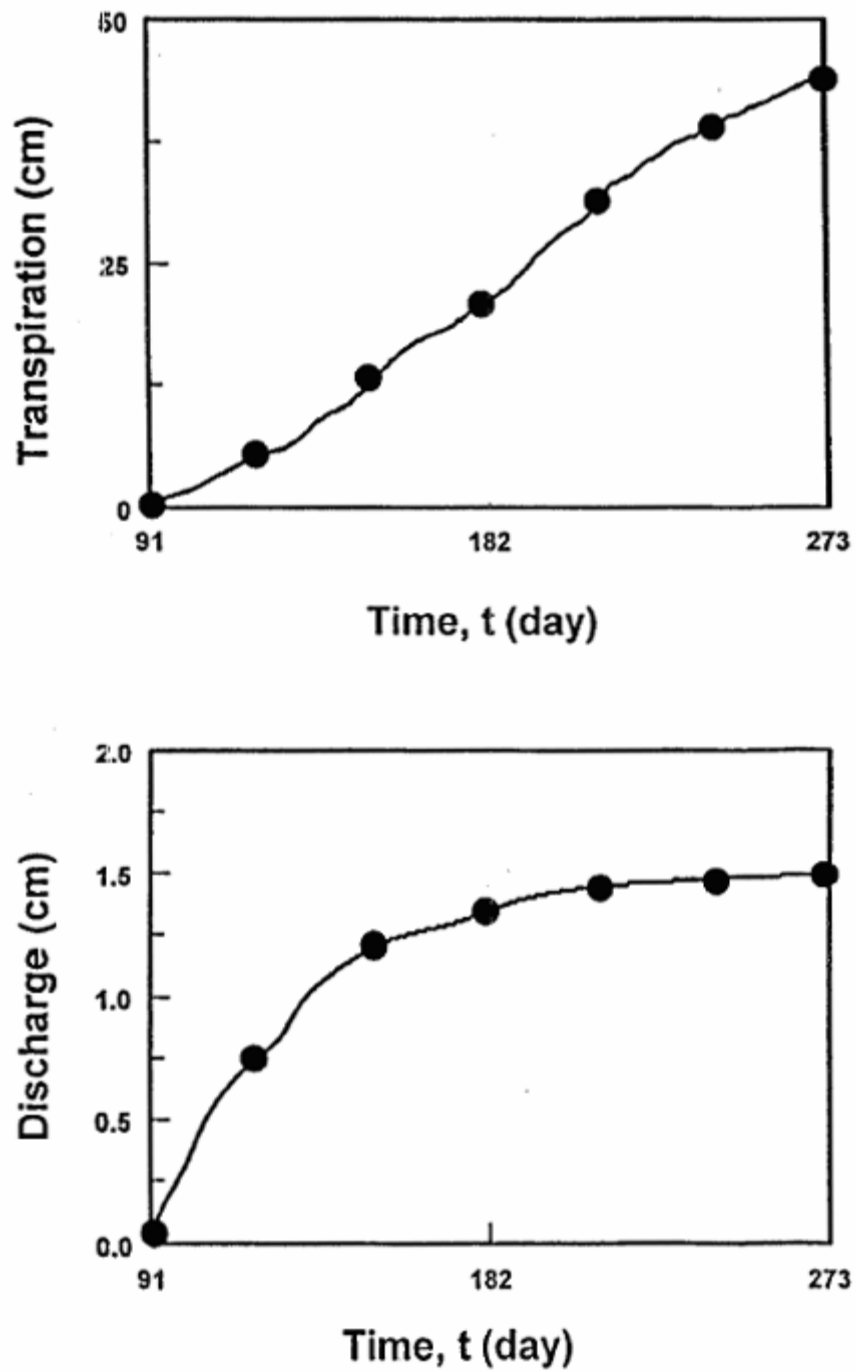 50
Transpiration (cm)
25
0
91 182 273
Time, t (day)
2.0
1.5
Discharge (cm)
1.0
0.5
0.0
91 182 273
Time, t (day)